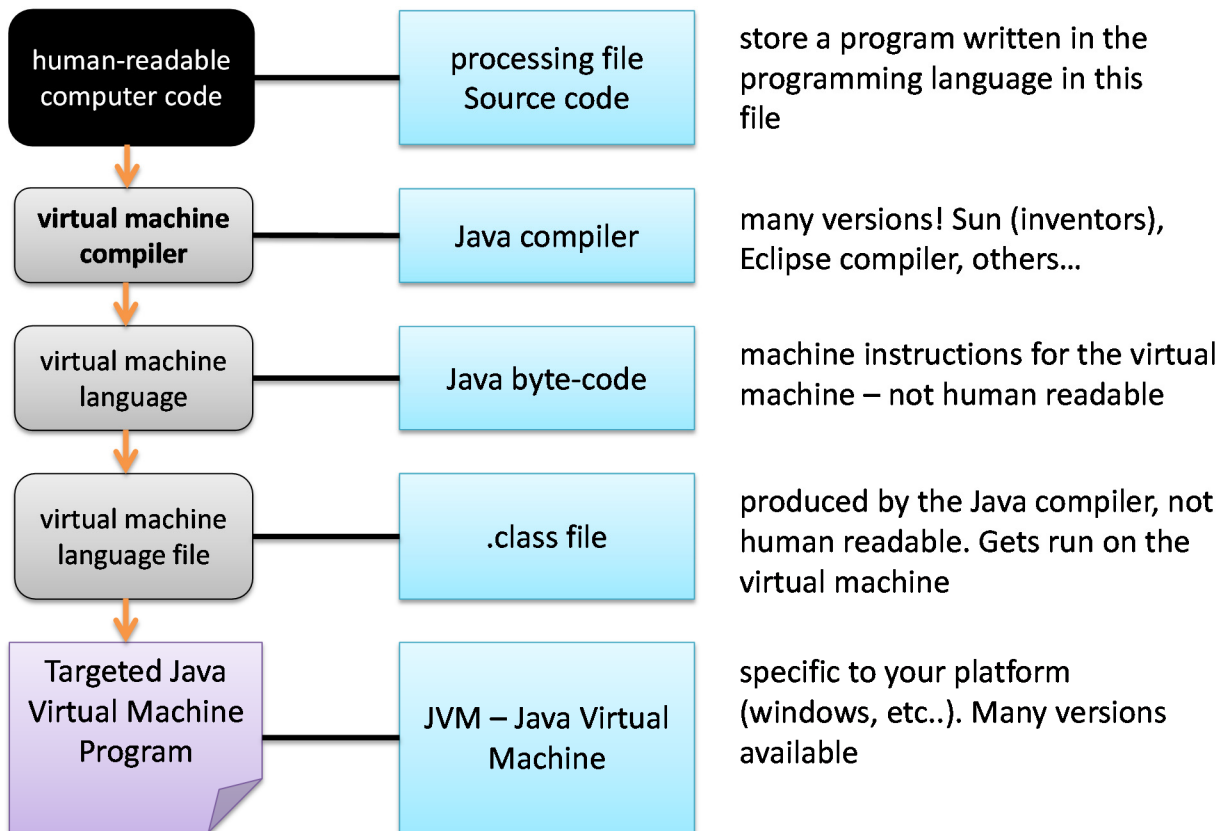 human-readable
computer code
processing file
Source code
store a program written in the
programming language in this
file
virtual machine
compiler
Java compiler
many versions! Sun (inventors),
Eclipse compiler, others…
virtual machine
language
Java byte-code
machine instructions for the virtual
machine – not human readable
virtual machine
language file
.class file
produced by the Java compiler, not
human readable. Gets run on the
virtual machine
Targeted Java
Virtual Machine
Program
JVM – Java Virtual
Machine
specific to your platform
(windows, etc..). Many versions
available